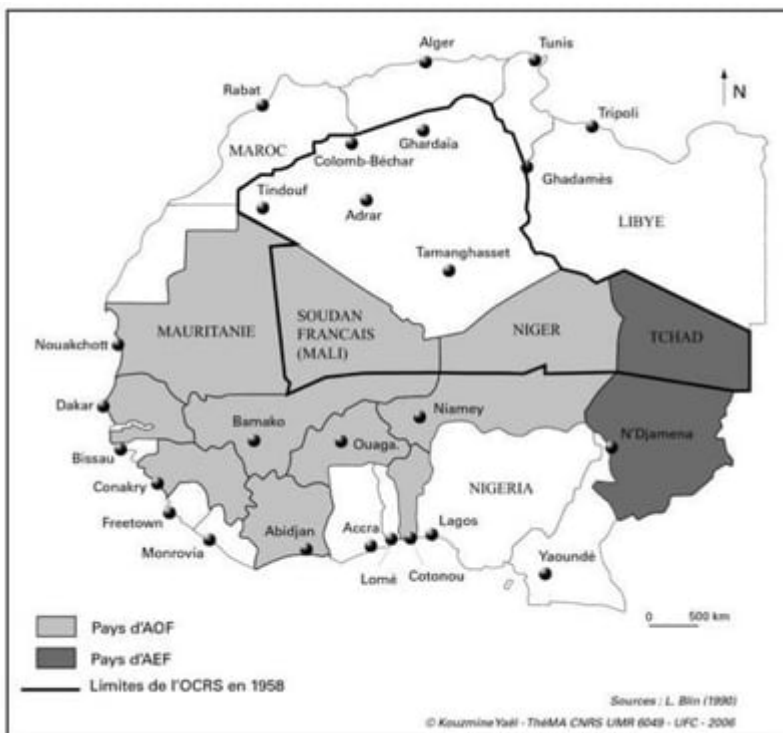 Alger
Tunis
N
Rabat
Tripoli
Ghardaïa
MAROC
Colomb-Béchar
Ghadamès
Tindouf
Adrar
LIBYE
Tamanghasset
MAURITANIE
SOUDAN
FRANCAIS
(MALI)
NIGER
TCHAD
Nouakchott
Dakar
Bamako
Niamey
Ouaga.
N'Djamena
Bissau
Conakry
NIGERIA
Freetown
Abidjan
Accra
Lagos
Monrovia
Yaoundé
Lomé
Cotonou
0 500 km
Pays d'AOF
Pays d'AEF
Limites de l'OCRS en 1958
Sources : L. Blin (1990)
© Kouzmine Yaël - ThéMA CNRS UMR 6049 - UFC - 2006